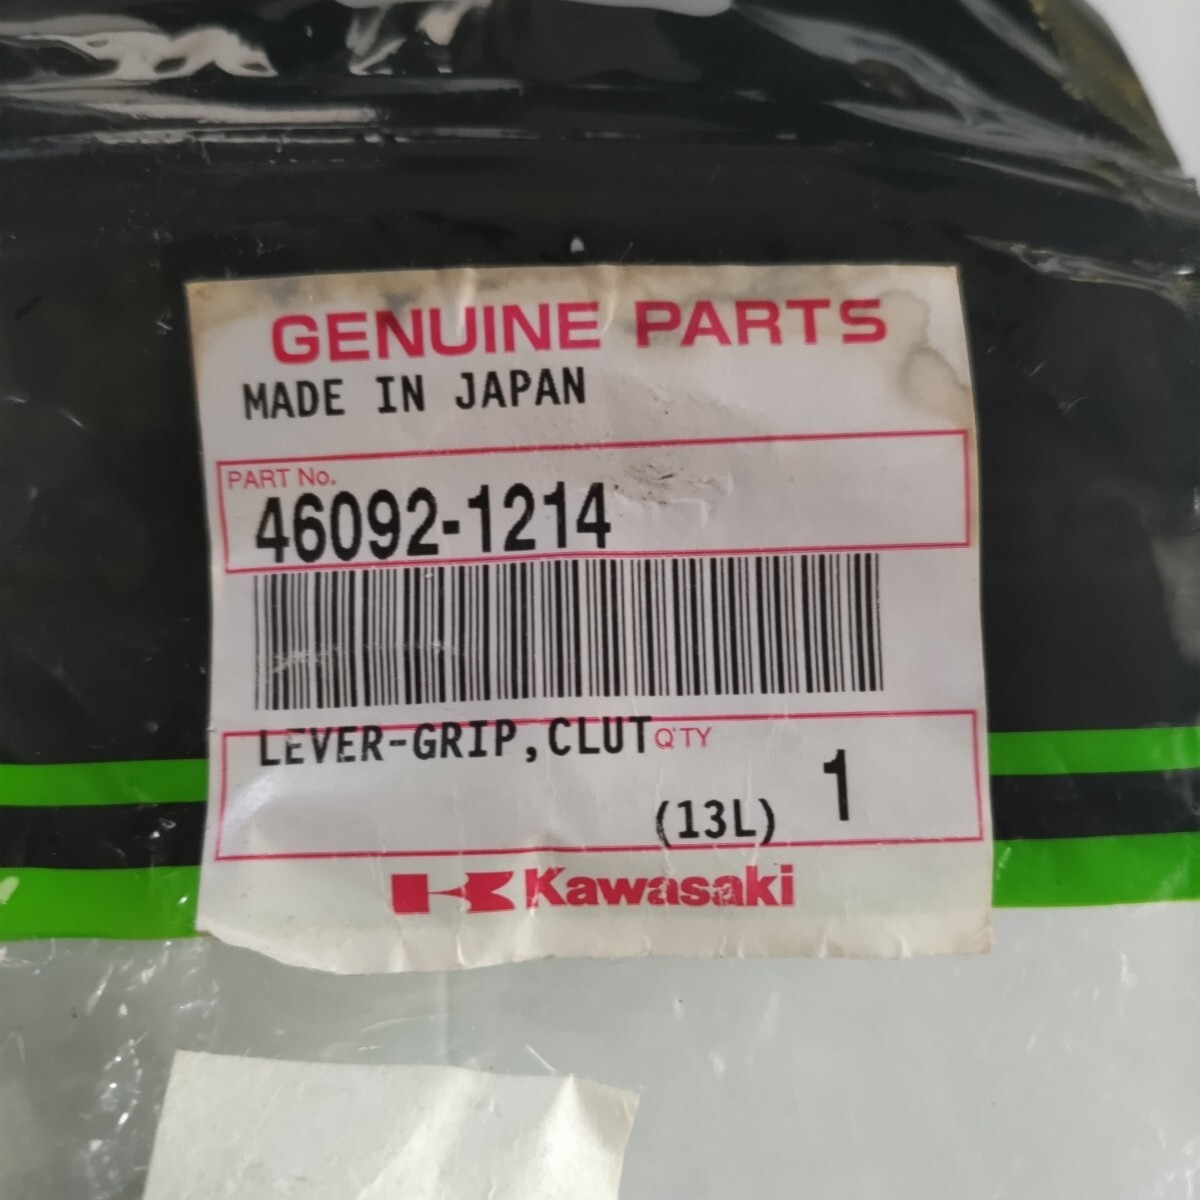 GENUINE PARTS
MADE IN JAPAN
PART No.
46092-1214
LEVER-GRIP,CLUT Q'TY
(13L) 1
Kawasaki